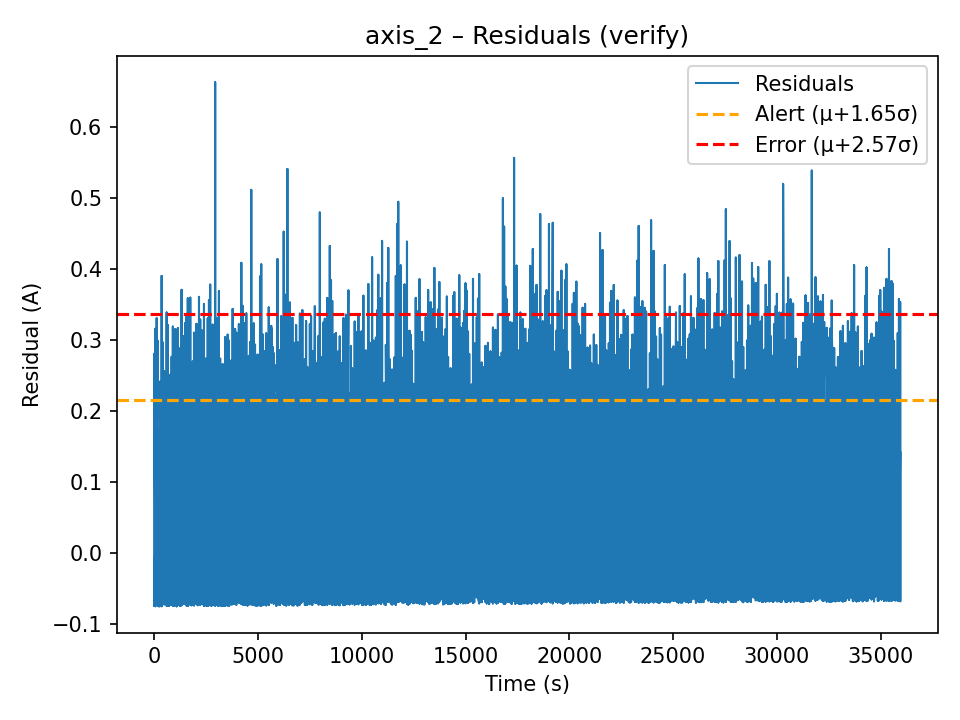 axis_2 – Residuals (verify)
Residuals
Alert (μ+1.65σ)
Error (μ+2.57σ)
Residual (A)
0.6
0.5
0.4
0.3
0.2
0.1
0.0
−0.1
0 5000 10000 15000 20000 25000 30000 35000
Time (s)